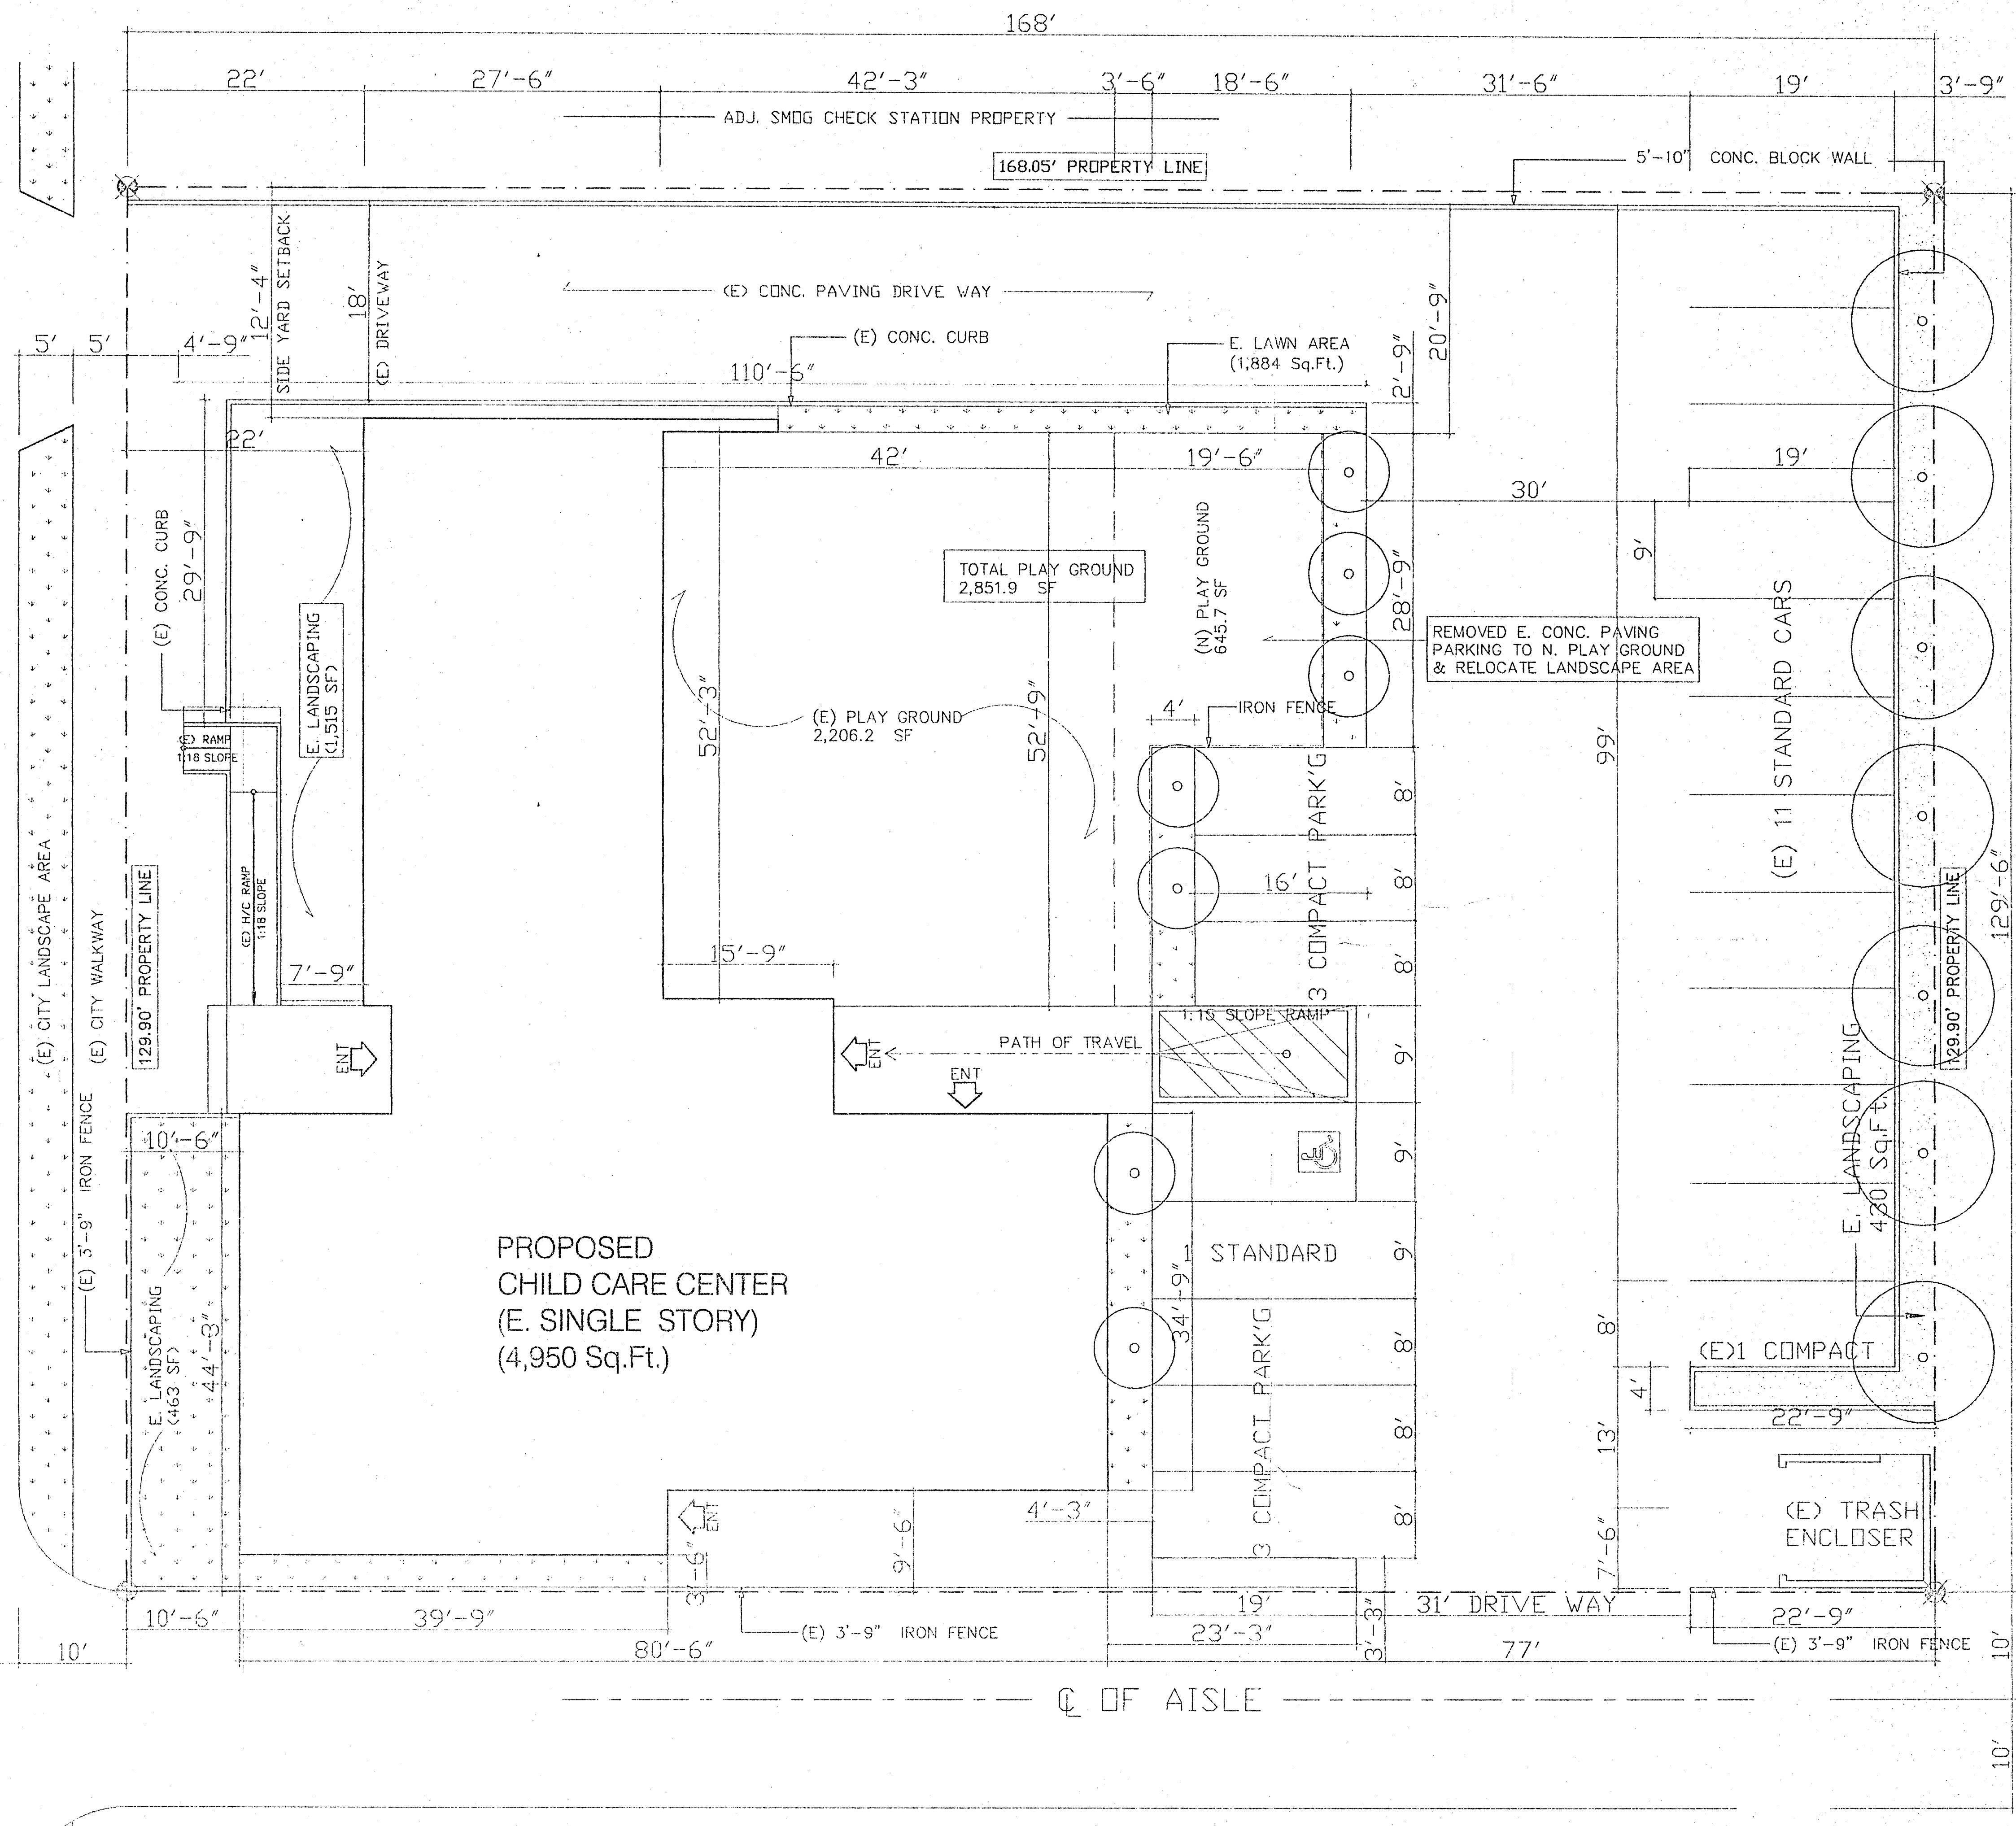 168′
22′
27′-6″
42′-3″
3′-6″
18′-6″
31′-6″
19′
3′-9″
ADJ. SMOG CHECK STATION PROPERTY
168.05′ PROPERTY LINE
5′-10″ CONC. BLOCK WALL
12′-4″
SIDE YARD SETBACK
18′
(E) DRIVEWAY
(E) CONC. PAVING DRIVE WAY
(E) CONC. CURB
E. LAWN AREA
(1,884 Sq.Ft.)
2′-9″
20′-9″
5′
5′
4′-9″
110′-6″
22′
42′
19′-6″
30′
19′
(E) CONC. CURB
29′-9″
E. LANDSCAPING
(1,515 SF)
TOTAL PLAY GROUND
2,851.9 SF
(N) PLAY GROUND
645.7 SF
28′-9″
9′
REMOVED E. CONC. PAVING
PARKING TO N. PLAY GROUND
& RELOCATE LANDSCAPE AREA
(E) 11 STANDARD CARS
52′-3″
52′-9″
(E) PLAY GROUND
2,206.2 SF
4′
IRON FENCE
99′
(E) RAMP
1:18 SLOPE
(E) H/C RAMP
1:18 SLOPE
3 COMPACT PARK'G
8′
8′
8′
16′
(E) CITY LANDSCAPE AREA
(E) CITY WALKWAY
129.90′ PROPERTY LINE
7′-9″
15′-9″
129.90′ PROPERTY LINE
129′-6″
1:15 SLOPE RAMP
PATH OF TRAVEL
ENT
ENT
ENT
9′
9′
9′
(E) 3′-9″ IRON FENCE
10′-6″
E. LANDSCAPING
(463 SF)
44′-3″
PROPOSED
CHILD CARE CENTER
(E. SINGLE STORY)
(4,950 Sq.Ft.)
1 STANDARD
34′-9″
3 COMPACT PARK'G
8′
8′
8′
E. LANDSCAPING
430 Sq.Ft.
8′
(E)1 COMPACT
4′
22′-9″
13′
7′-6″
(E) TRASH
ENCLOSER
ENT
3′-6″
9′-6″
4′-3″
10′-6″
39′-9″
(E) 3′-9″ IRON FENCE
19′
31′ DRIVE WAY
22′-9″
10′
80′-6″
23′-3″
3′-3″
77′
(E) 3′-9″ IRON FENCE
10′
℄ OF AISLE
10′